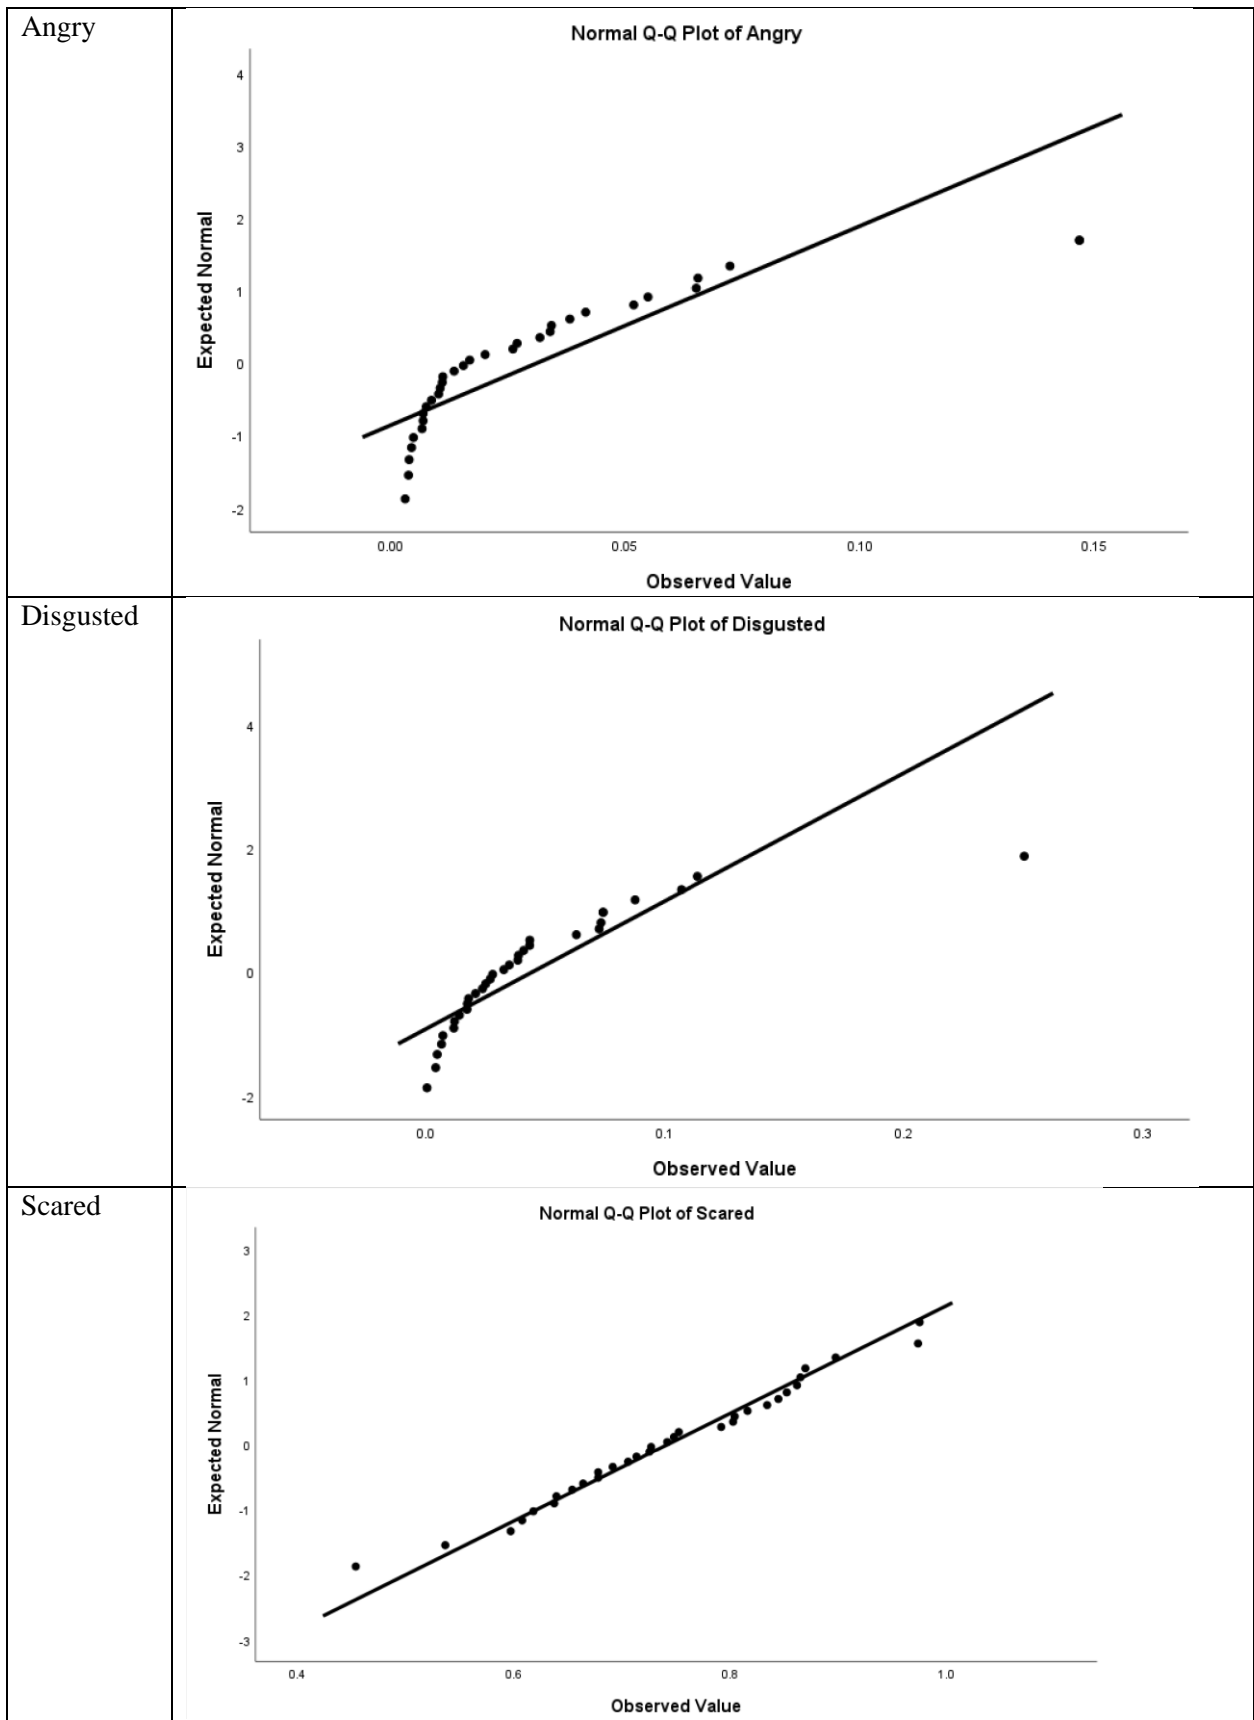 Angry
Normal Q-Q Plot of Angry
4
3
2
1
0
-1
-2
Expected Normal
0.00 0.05 0.10 0.15
Observed Value
Disgusted
Normal Q-Q Plot of Disgusted
4
2
0
-2
Expected Normal
0.0 0.1 0.2 0.3
Observed Value
Scared
Normal Q-Q Plot of Scared
3
2
1
0
-1
-2
-3
Expected Normal
0.4 0.6 0.8 1.0
Observed Value